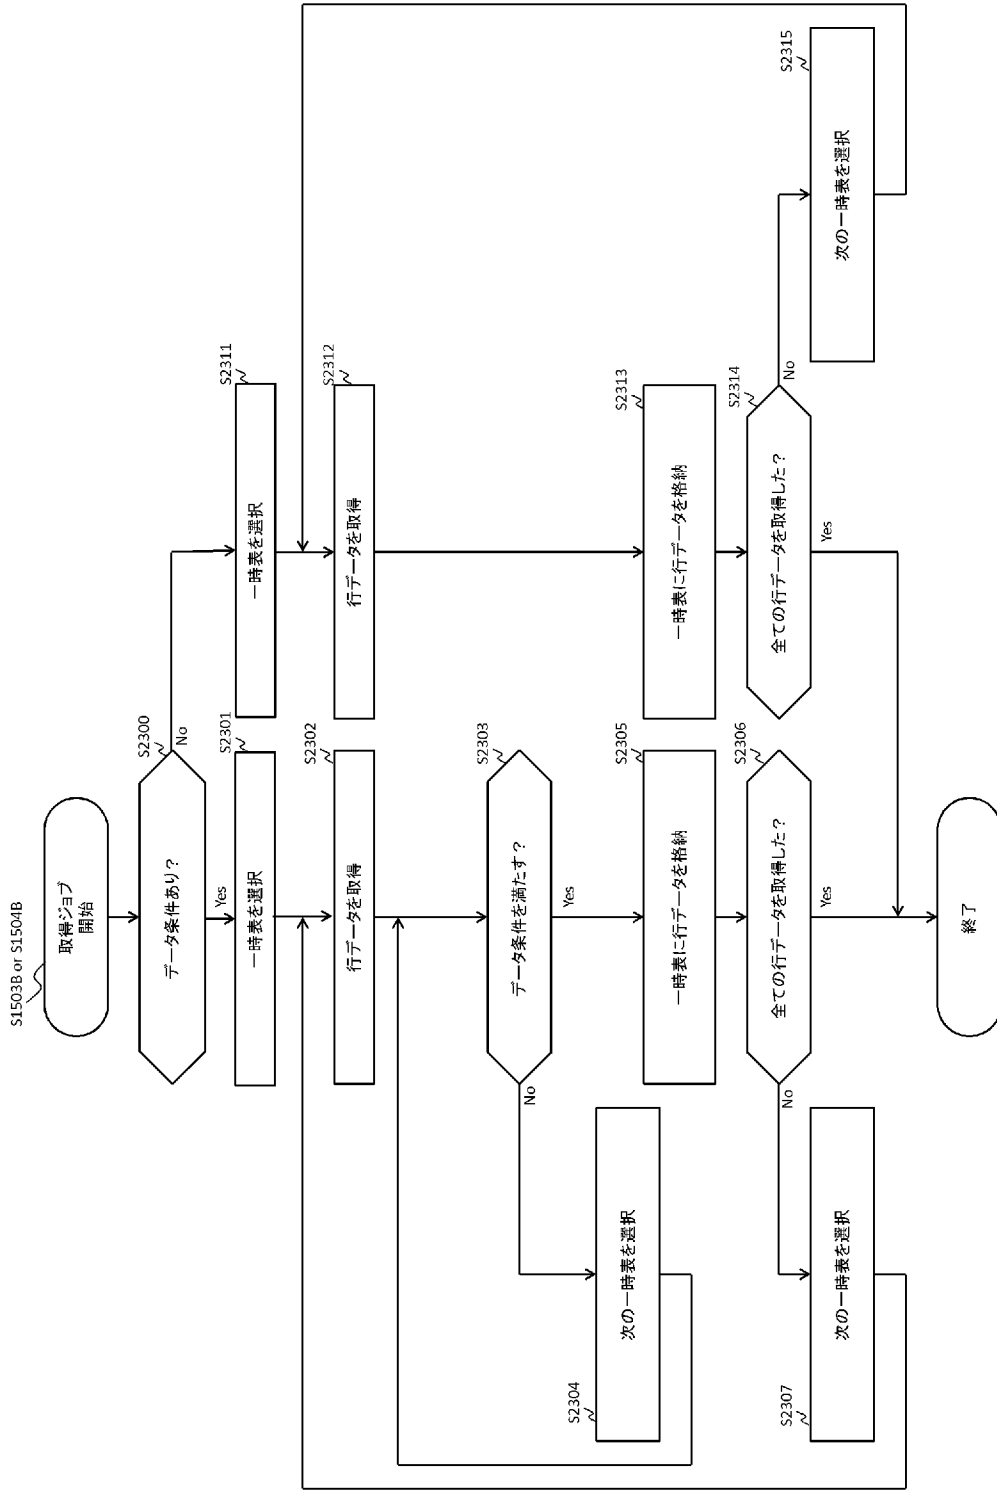 S1503B or S1504B
取得ジョブ
開始
S2300
データ条件あり？
No
Yes
S2301
一時表を選択
S2302
行データを取得
S2303
データ条件を満たす？
No
Yes
S2304
次の一時表を選択
S2305
一時表に行データを格納
S2306
全ての行データを取得した？
No
Yes
S2307
次の一時表を選択
S2311
一時表を選択
S2312
行データを取得
S2313
一時表に行データを格納
S2314
全ての行データを取得した？
No
Yes
S2315
次の一時表を選択
終了